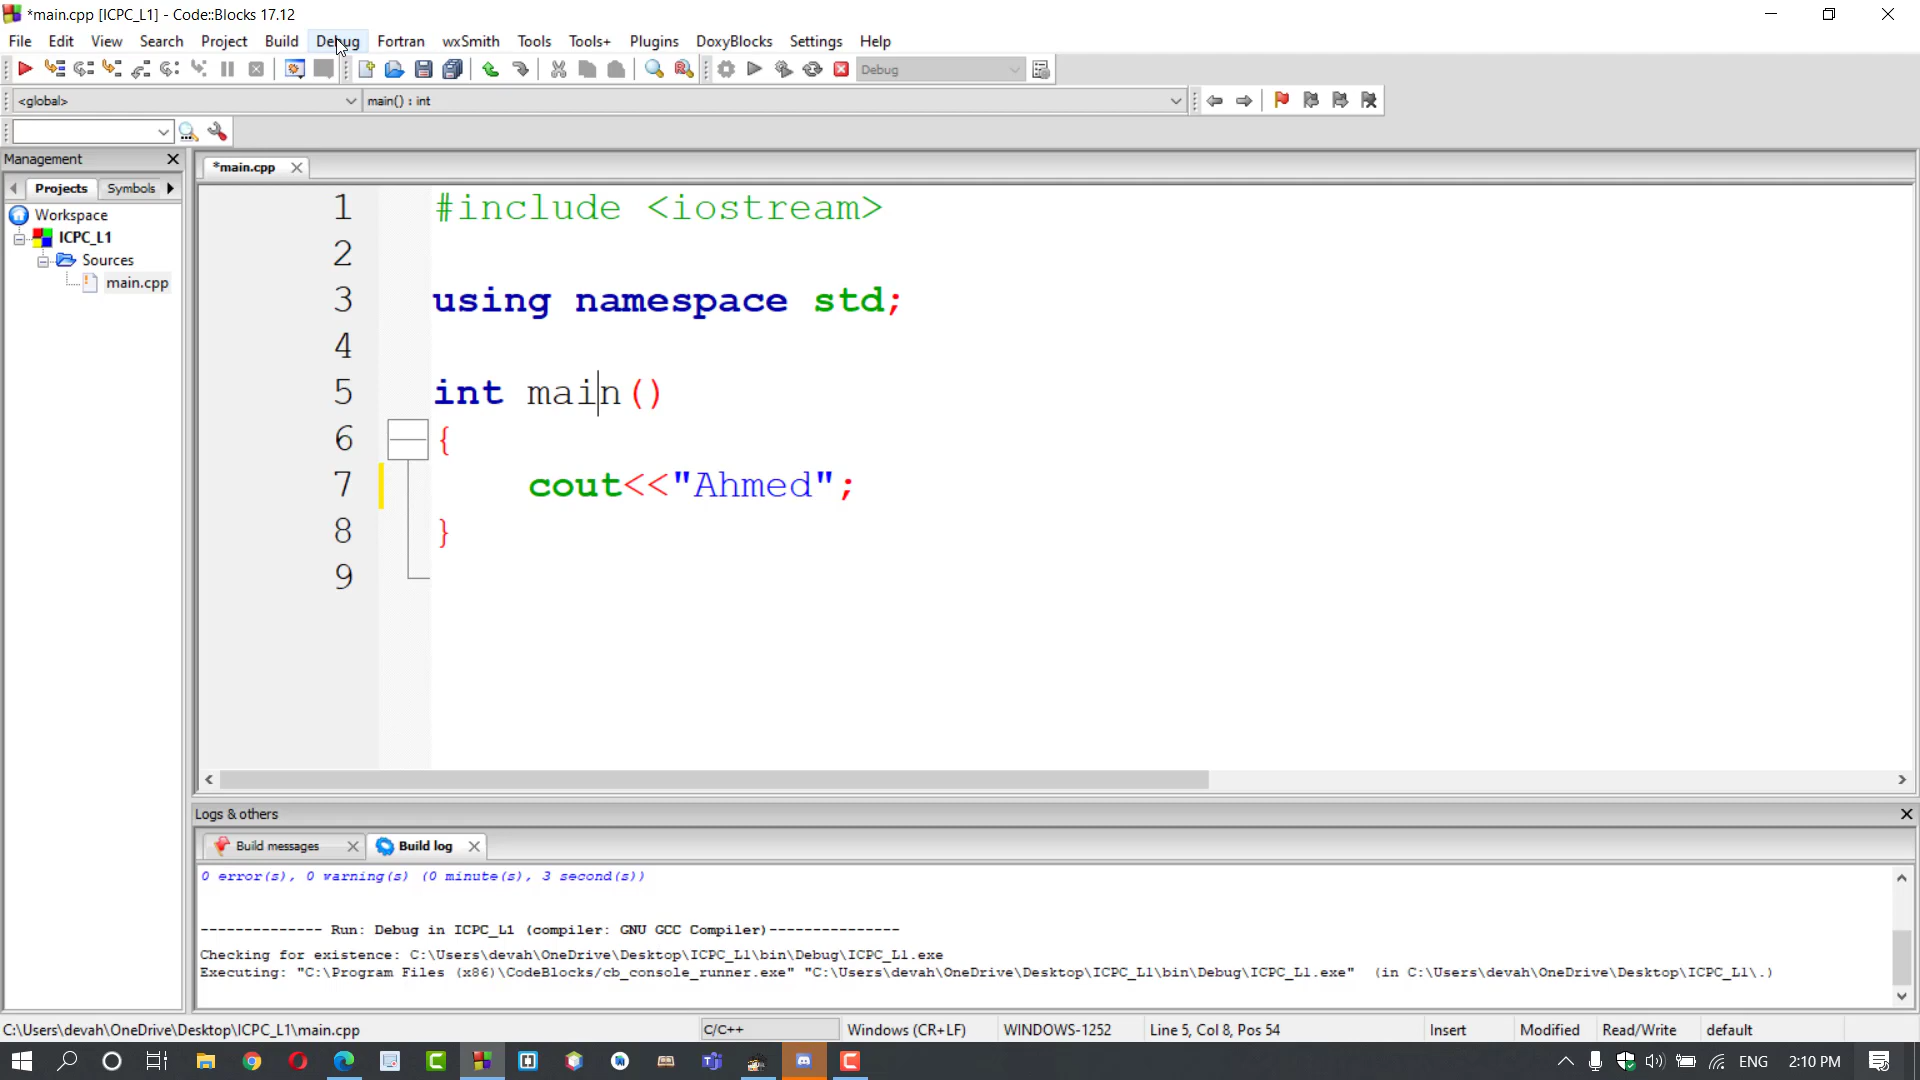 *main.cpp [ICPC_L1] - Code::Blocks 17.12
File Edit View Search Project Build Debug Fortran wxSmith Tools Tools+ Plugins DoxyBlocks Settings Help
Debug
<global> main() : int
Management
*main.cpp
Projects Symbols
Workspace
ICPC_L1
Sources
main.cpp
1 #include <iostream>
2
3 using namespace std;
4
5 int main()
6 {
7 cout<<"Ahmed";
8 }
9
Logs & others
Build messages Build log
0 error(s), 0 warning(s) (0 minute(s), 3 second(s))
-------------- Run: Debug in ICPC_L1 (compiler: GNU GCC Compiler)---------------
Checking for existence: C:\Users\devah\OneDrive\Desktop\ICPC_L1\bin\Debug\ICPC_L1.exe
Executing: "C:\Program Files (x86)\CodeBlocks/cb_console_runner.exe" "C:\Users\devah\OneDrive\Desktop\ICPC_L1\bin\Debug\ICPC_L1.exe" (in C:\Users\devah\OneDrive\Desktop\ICPC_L1\.)
C:\Users\devah\OneDrive\Desktop\ICPC_L1\main.cpp C/C++ Windows (CR+LF) WINDOWS-1252 Line 5, Col 8, Pos 54 Insert Modified Read/Write default
ENG 2:10 PM